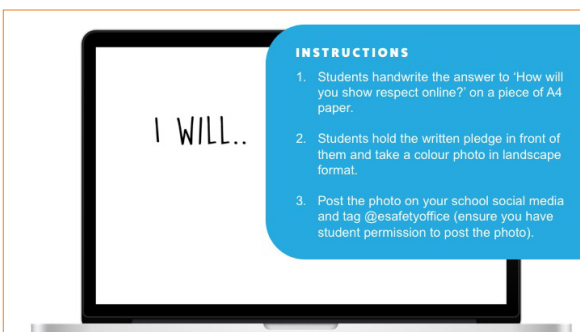 I WILL..
INSTRUCTIONS
1. Students handwrite the answer to ‘How will
you show respect online?’ on a piece of A4
paper.
2. Students hold the written pledge in front of
them and take a colour photo in landscape
format.
3. Post the photo on your school social media
and tag @esafetyoffice (ensure you have
student permission to post the photo).